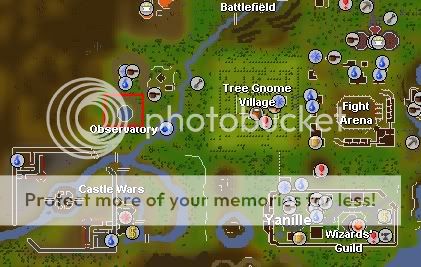 Battlefield
Tree Gnome
Village
Fight
Arena
photobucket
Observatory
Castle Wars
Protect more of your memories for less!
Yanille
Wizards'
Guild